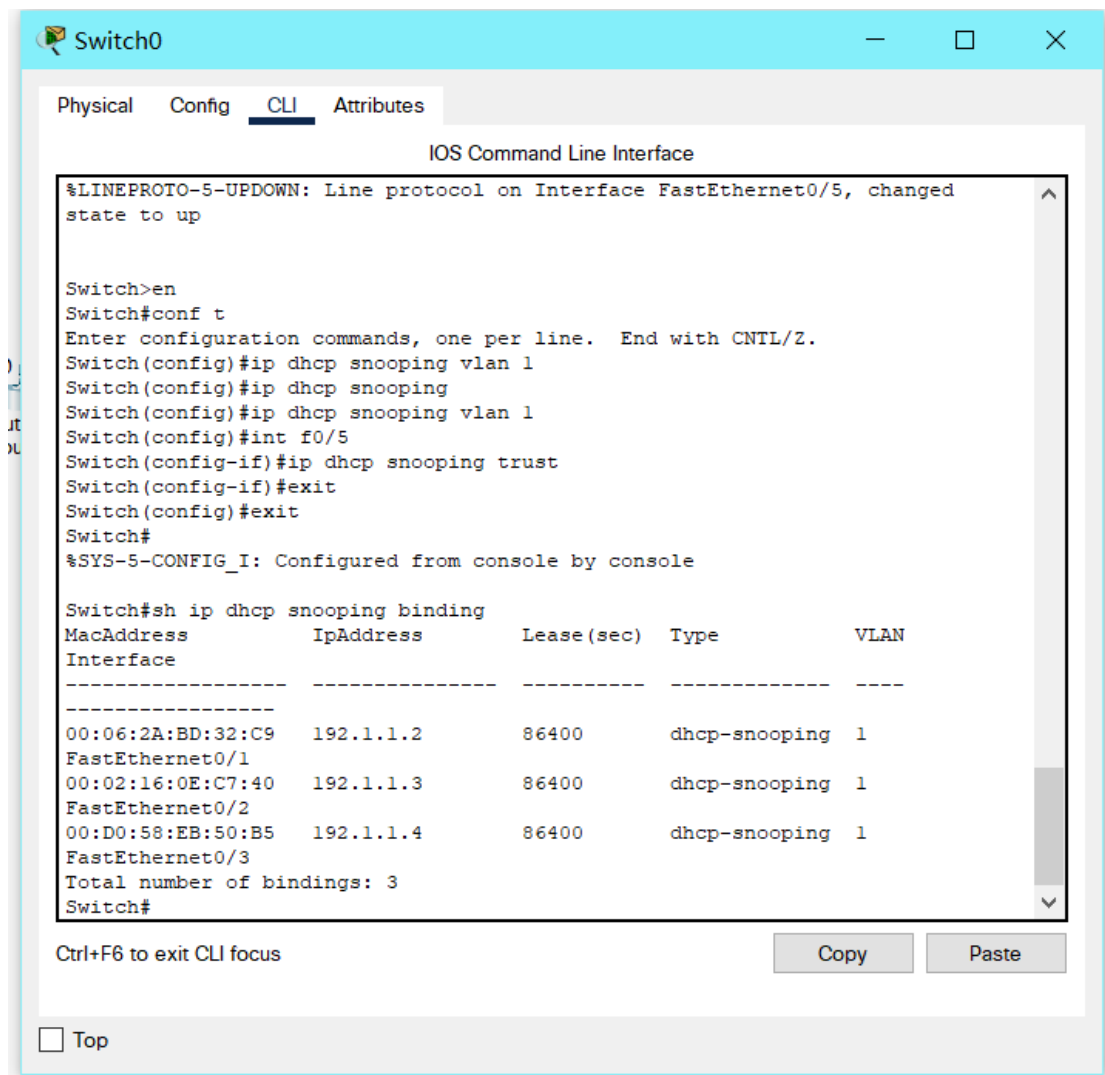 Switch0
Physical Config CLI Attributes
IOS Command Line Interface
%LINEPROTO-5-UPDOWN: Line protocol on Interface FastEthernet0/5, changed
state to up
Switch>en
Switch#conf t
Enter configuration commands, one per line.  End with CNTL/Z.
Switch(config)#ip dhcp snooping vlan 1
Switch(config)#ip dhcp snooping
Switch(config)#ip dhcp snooping vlan 1
Switch(config)#int f0/5
Switch(config-if)#ip dhcp snooping trust
Switch(config-if)#exit
Switch(config)#exit
Switch#
%SYS-5-CONFIG_I: Configured from console by console
Switch#sh ip dhcp snooping binding
MacAddress          IpAddress        Lease(sec)  Type           VLAN
Interface
------------------  ---------------  ----------  -------------  ----
-----------------
00:06:2A:BD:32:C9   192.1.1.2        86400       dhcp-snooping  1
FastEthernet0/1
00:02:16:0E:C7:40   192.1.1.3        86400       dhcp-snooping  1
FastEthernet0/2
00:D0:58:EB:50:B5   192.1.1.4        86400       dhcp-snooping  1
FastEthernet0/3
Total number of bindings: 3
Switch#
Ctrl+F6 to exit CLI focus
Copy Paste
Top